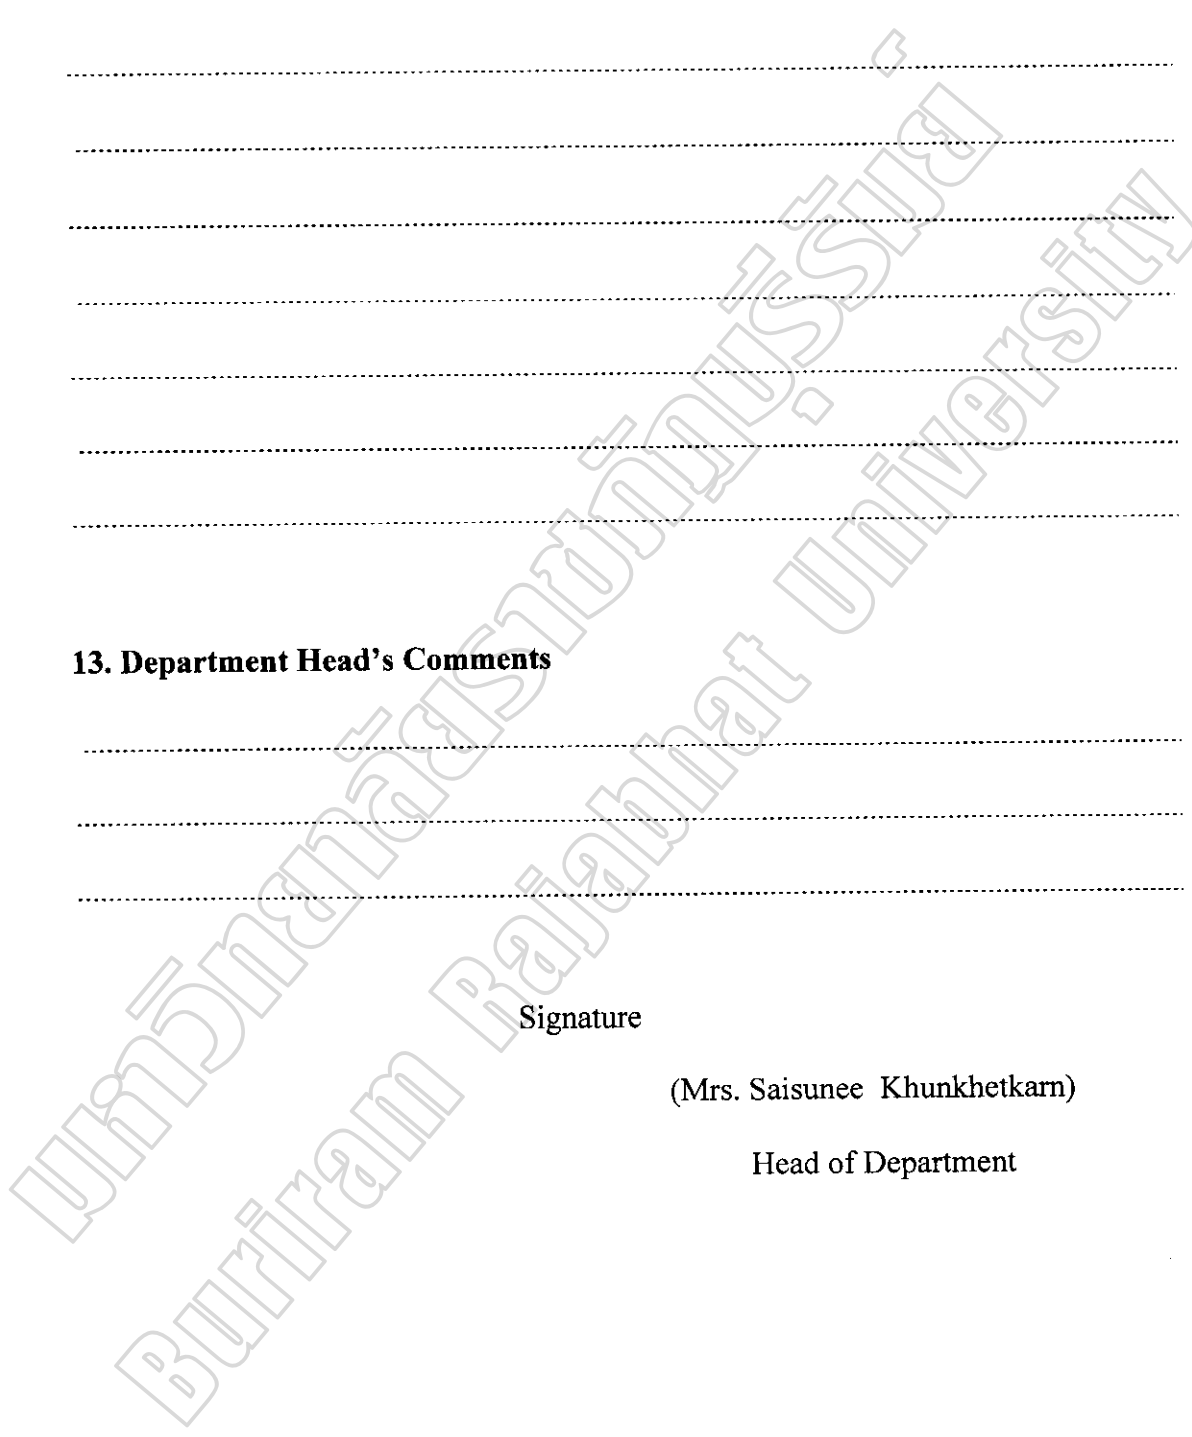 13. Department Head's Comments
Signature
(Mrs. Saisunee Khunkhetkarn)
Head of Department
มหาวิทยาลัยราชภัฏบุรีรัมย์
Buriram Rajabhat University